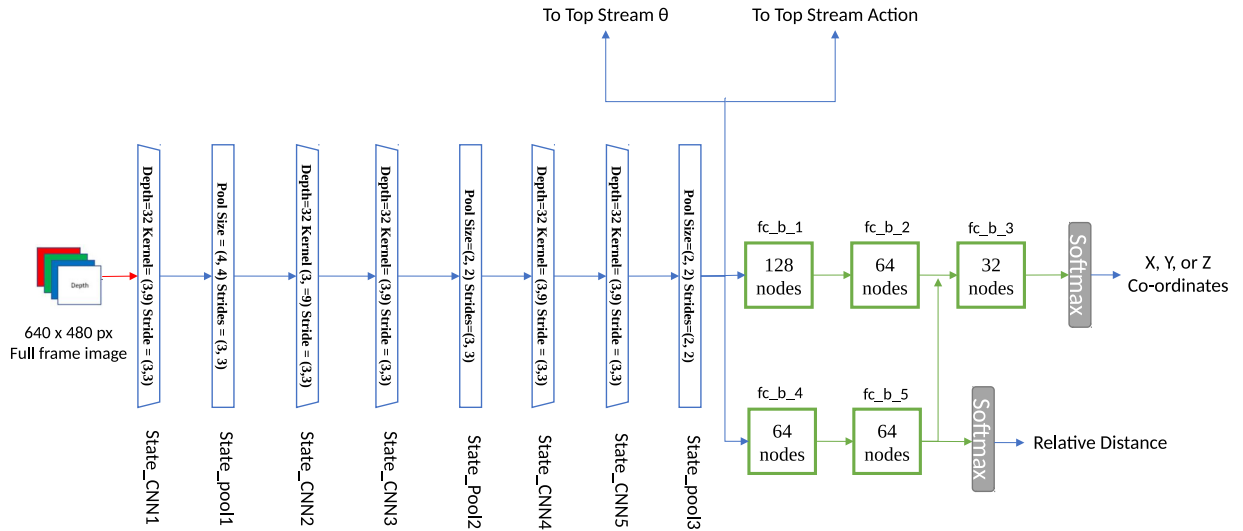 To Top Stream θ
To Top Stream Action
Depth=32 Kernel= (3,9) Stride = (3,3)
Pool Size = (4, 4) Strides = (3, 3)
Depth=32 Kernel (3, =9) Stride = (3,3)
Depth=32 Kernel= (3,9) Stride = (3,3)
Pool Size=(2, 2) Strides=(3, 3)
Depth=32 Kernel= (3,9) Stride = (3,3)
Depth=32 Kernel= (3,9) Stride = (3,3)
Pool Size=(2, 2) Strides=(2, 2)
Depth
640 x 480 px
Full frame image
State_CNN1
State_pool1
State_CNN2
State_CNN3
State_Pool2
State_CNN4
State_CNN5
State_pool3
fc_b_1
128
nodes
fc_b_2
64
nodes
fc_b_3
32
nodes
Softmax
X, Y, or Z
Co-ordinates
fc_b_4
64
nodes
fc_b_5
64
nodes
Softmax
Relative Distance